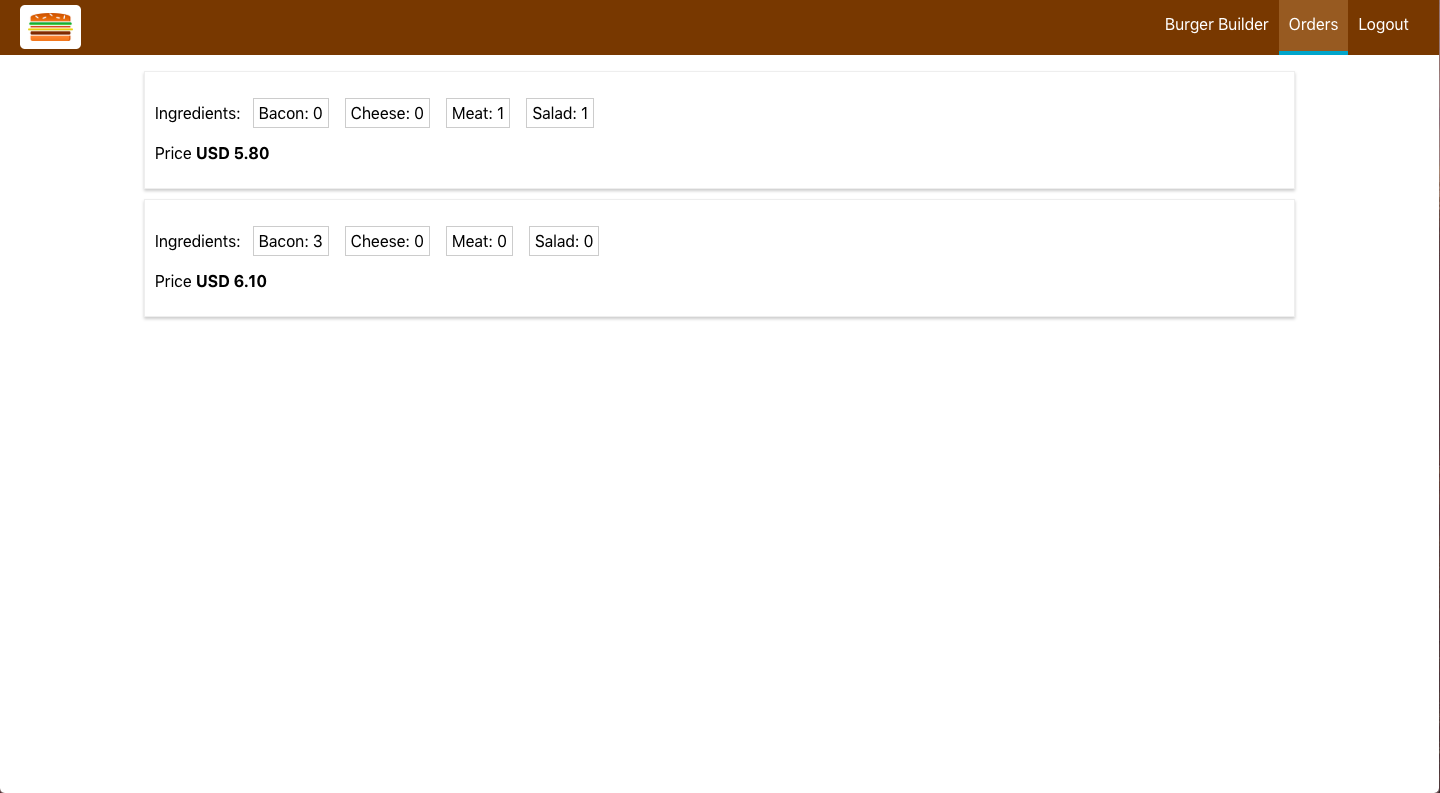 Burger Builder Orders Logout
Ingredients: Bacon: 0 Cheese: 0 Meat: 1 Salad: 1
Price USD 5.80
Ingredients: Bacon: 3 Cheese: 0 Meat: 0 Salad: 0
Price USD 6.10